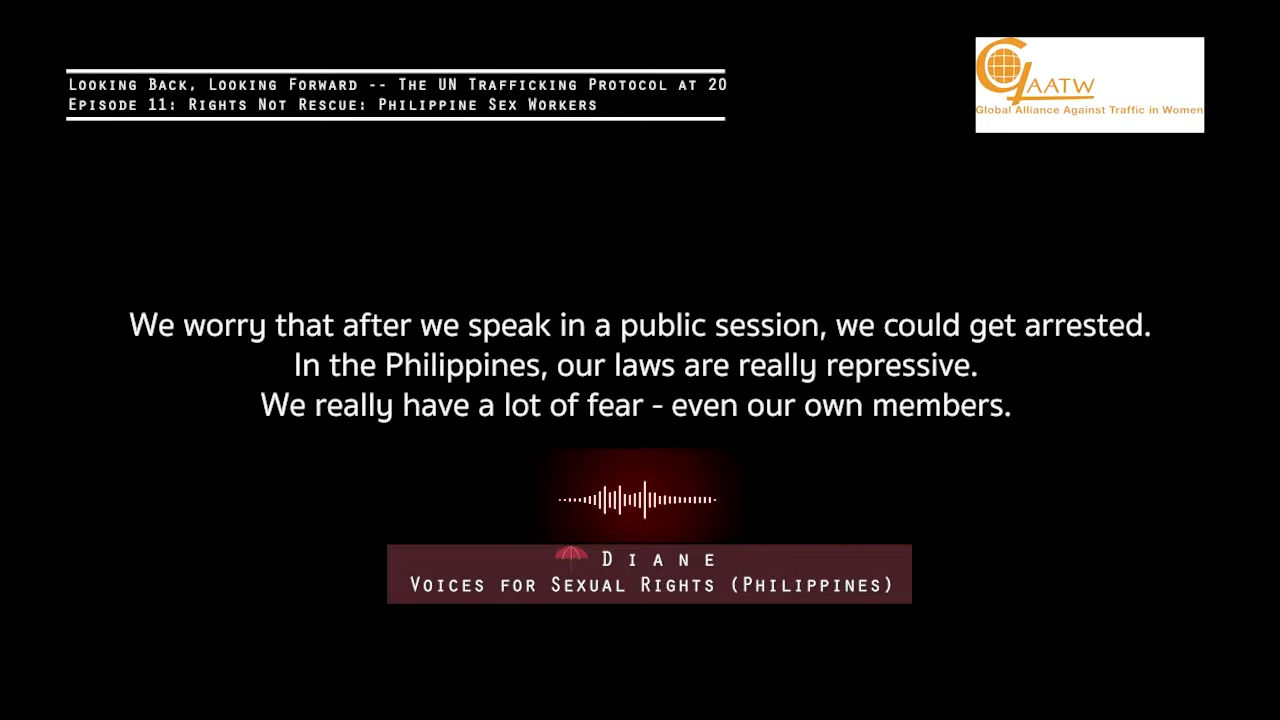 Looking Back, Looking Forward -- The UN Trafficking Protocol at 20
Episode 11: Rights Not Rescue: Philippine Sex Workers
GAATW
Global Alliance Against Traffic in Women
We worry that after we speak in a public session, we could get arrested.
In the Philippines, our laws are really repressive.
We really have a lot of fear - even our own members.
Diane
Voices for Sexual Rights (Philippines)